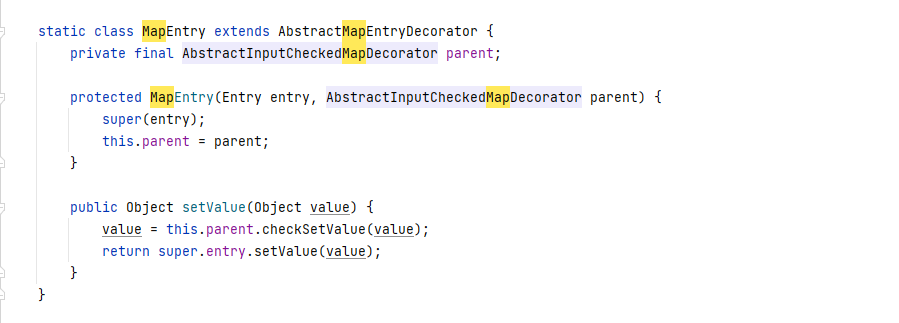 static class MapEntry extends AbstractMapEntryDecorator {
private final AbstractInputCheckedMapDecorator parent;
protected MapEntry(Entry entry, AbstractInputCheckedMapDecorator parent) {
super(entry);
this.parent = parent;
}
public Object setValue(Object value) {
value = this.parent.checkSetValue(value);
return super.entry.setValue(value);
}
}